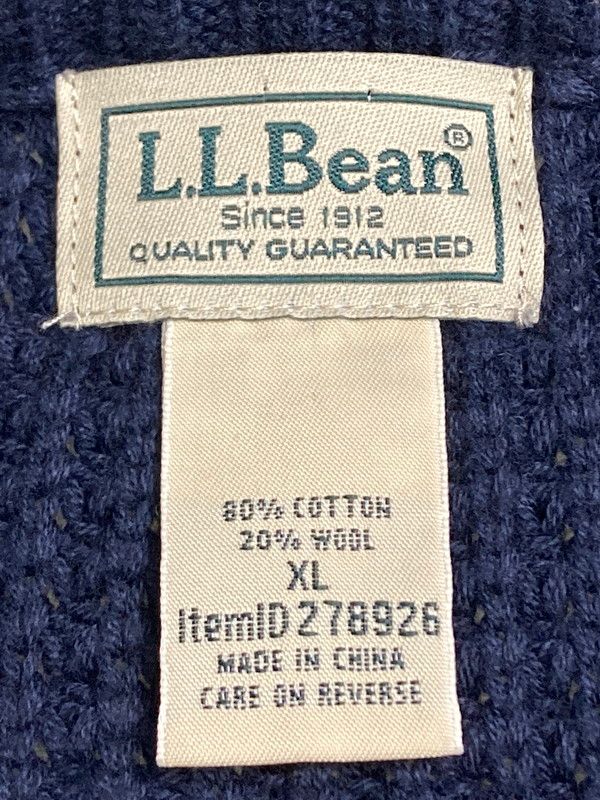 L.L.Bean®
Since 1912
QUALITY GUARANTEED
80% COTTON
20% WOOL
XL
ItemID 278926
MADE IN CHINA
CARE ON REVERSE